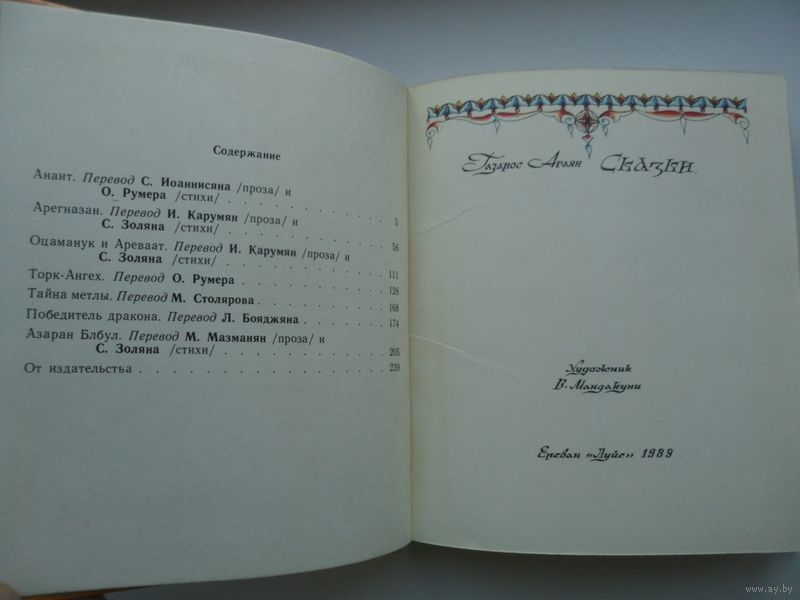 Содержание
Анаит. Перевод С. Иоаннисяна /проза/ и
О. Румера /стихи/ . . . . . . . . . . 5
Арегназан. Перевод И. Карумян /проза/ и
С. Золяна /стихи/ . . . . . . . . . . 56
Оцаманук и Ареваат. Перевод И. Карумян /проза/ и
С. Золяна /стихи/ . . . . . . . . . . 111
Торк-Ангех. Перевод О. Румера . . . . . . . . 128
Тайна метлы. Перевод М. Столярова . . . . . . . 168
Победитель дракона. Перевод Л. Бояджяна . . . . . 174
Азаран Блбул. Перевод М. Мазманян /проза/ и
С. Золяна /стихи/ . . . . . . . . . . 205
От издательства . . . . . . . . . . . . . 239
Газарос Агаян Сказки.
Художник
В. Мандакуни
Ереван «Луйс» 1989
www.ay.by